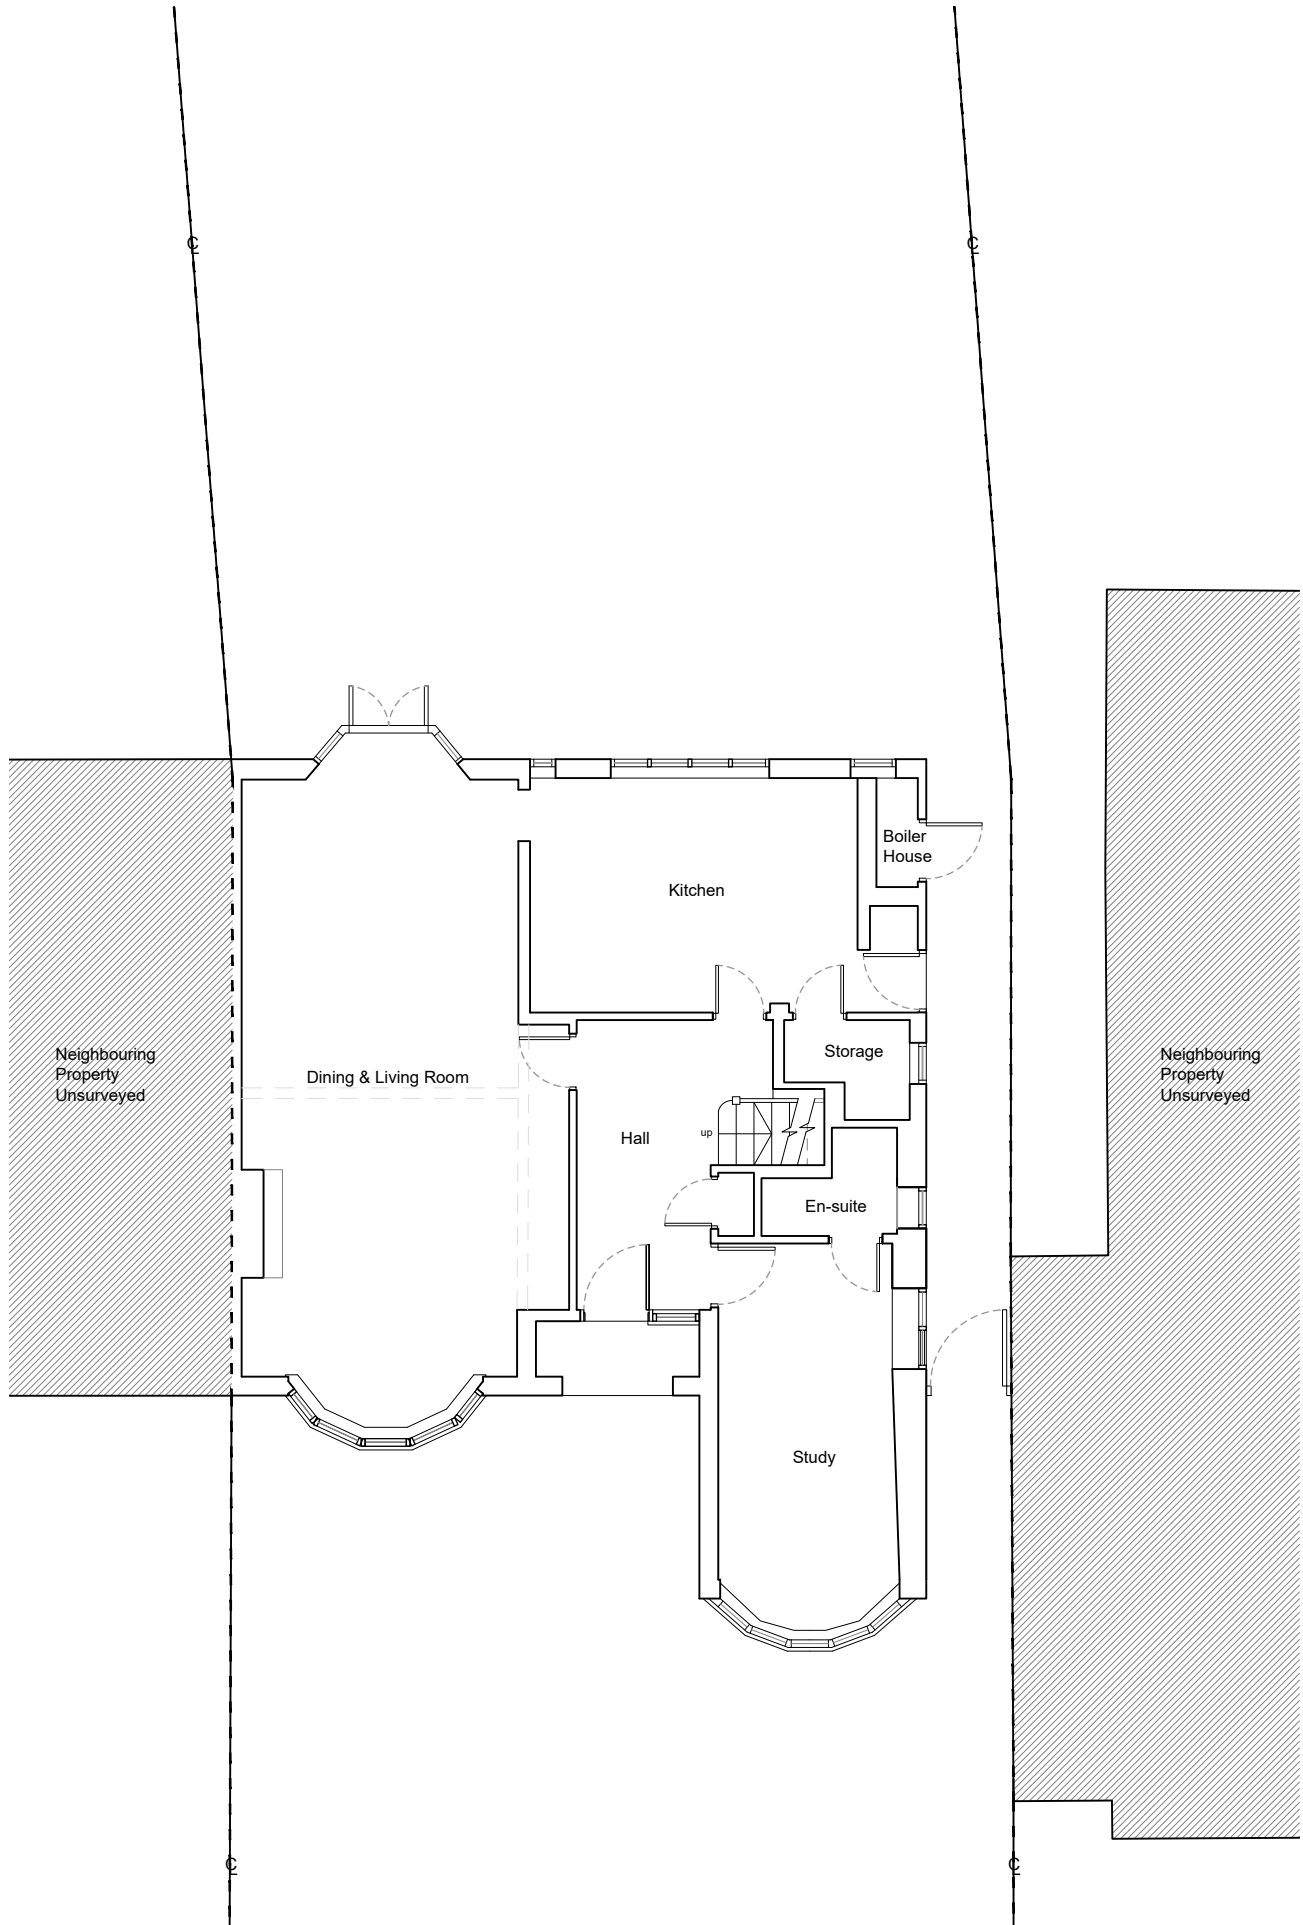 ℄
℄
Boiler
House
Kitchen
Neighbouring
Property
Unsurveyed
Dining & Living Room
Storage
Neighbouring
Property
Unsurveyed
up
Hall
En-suite
Study
℄
℄